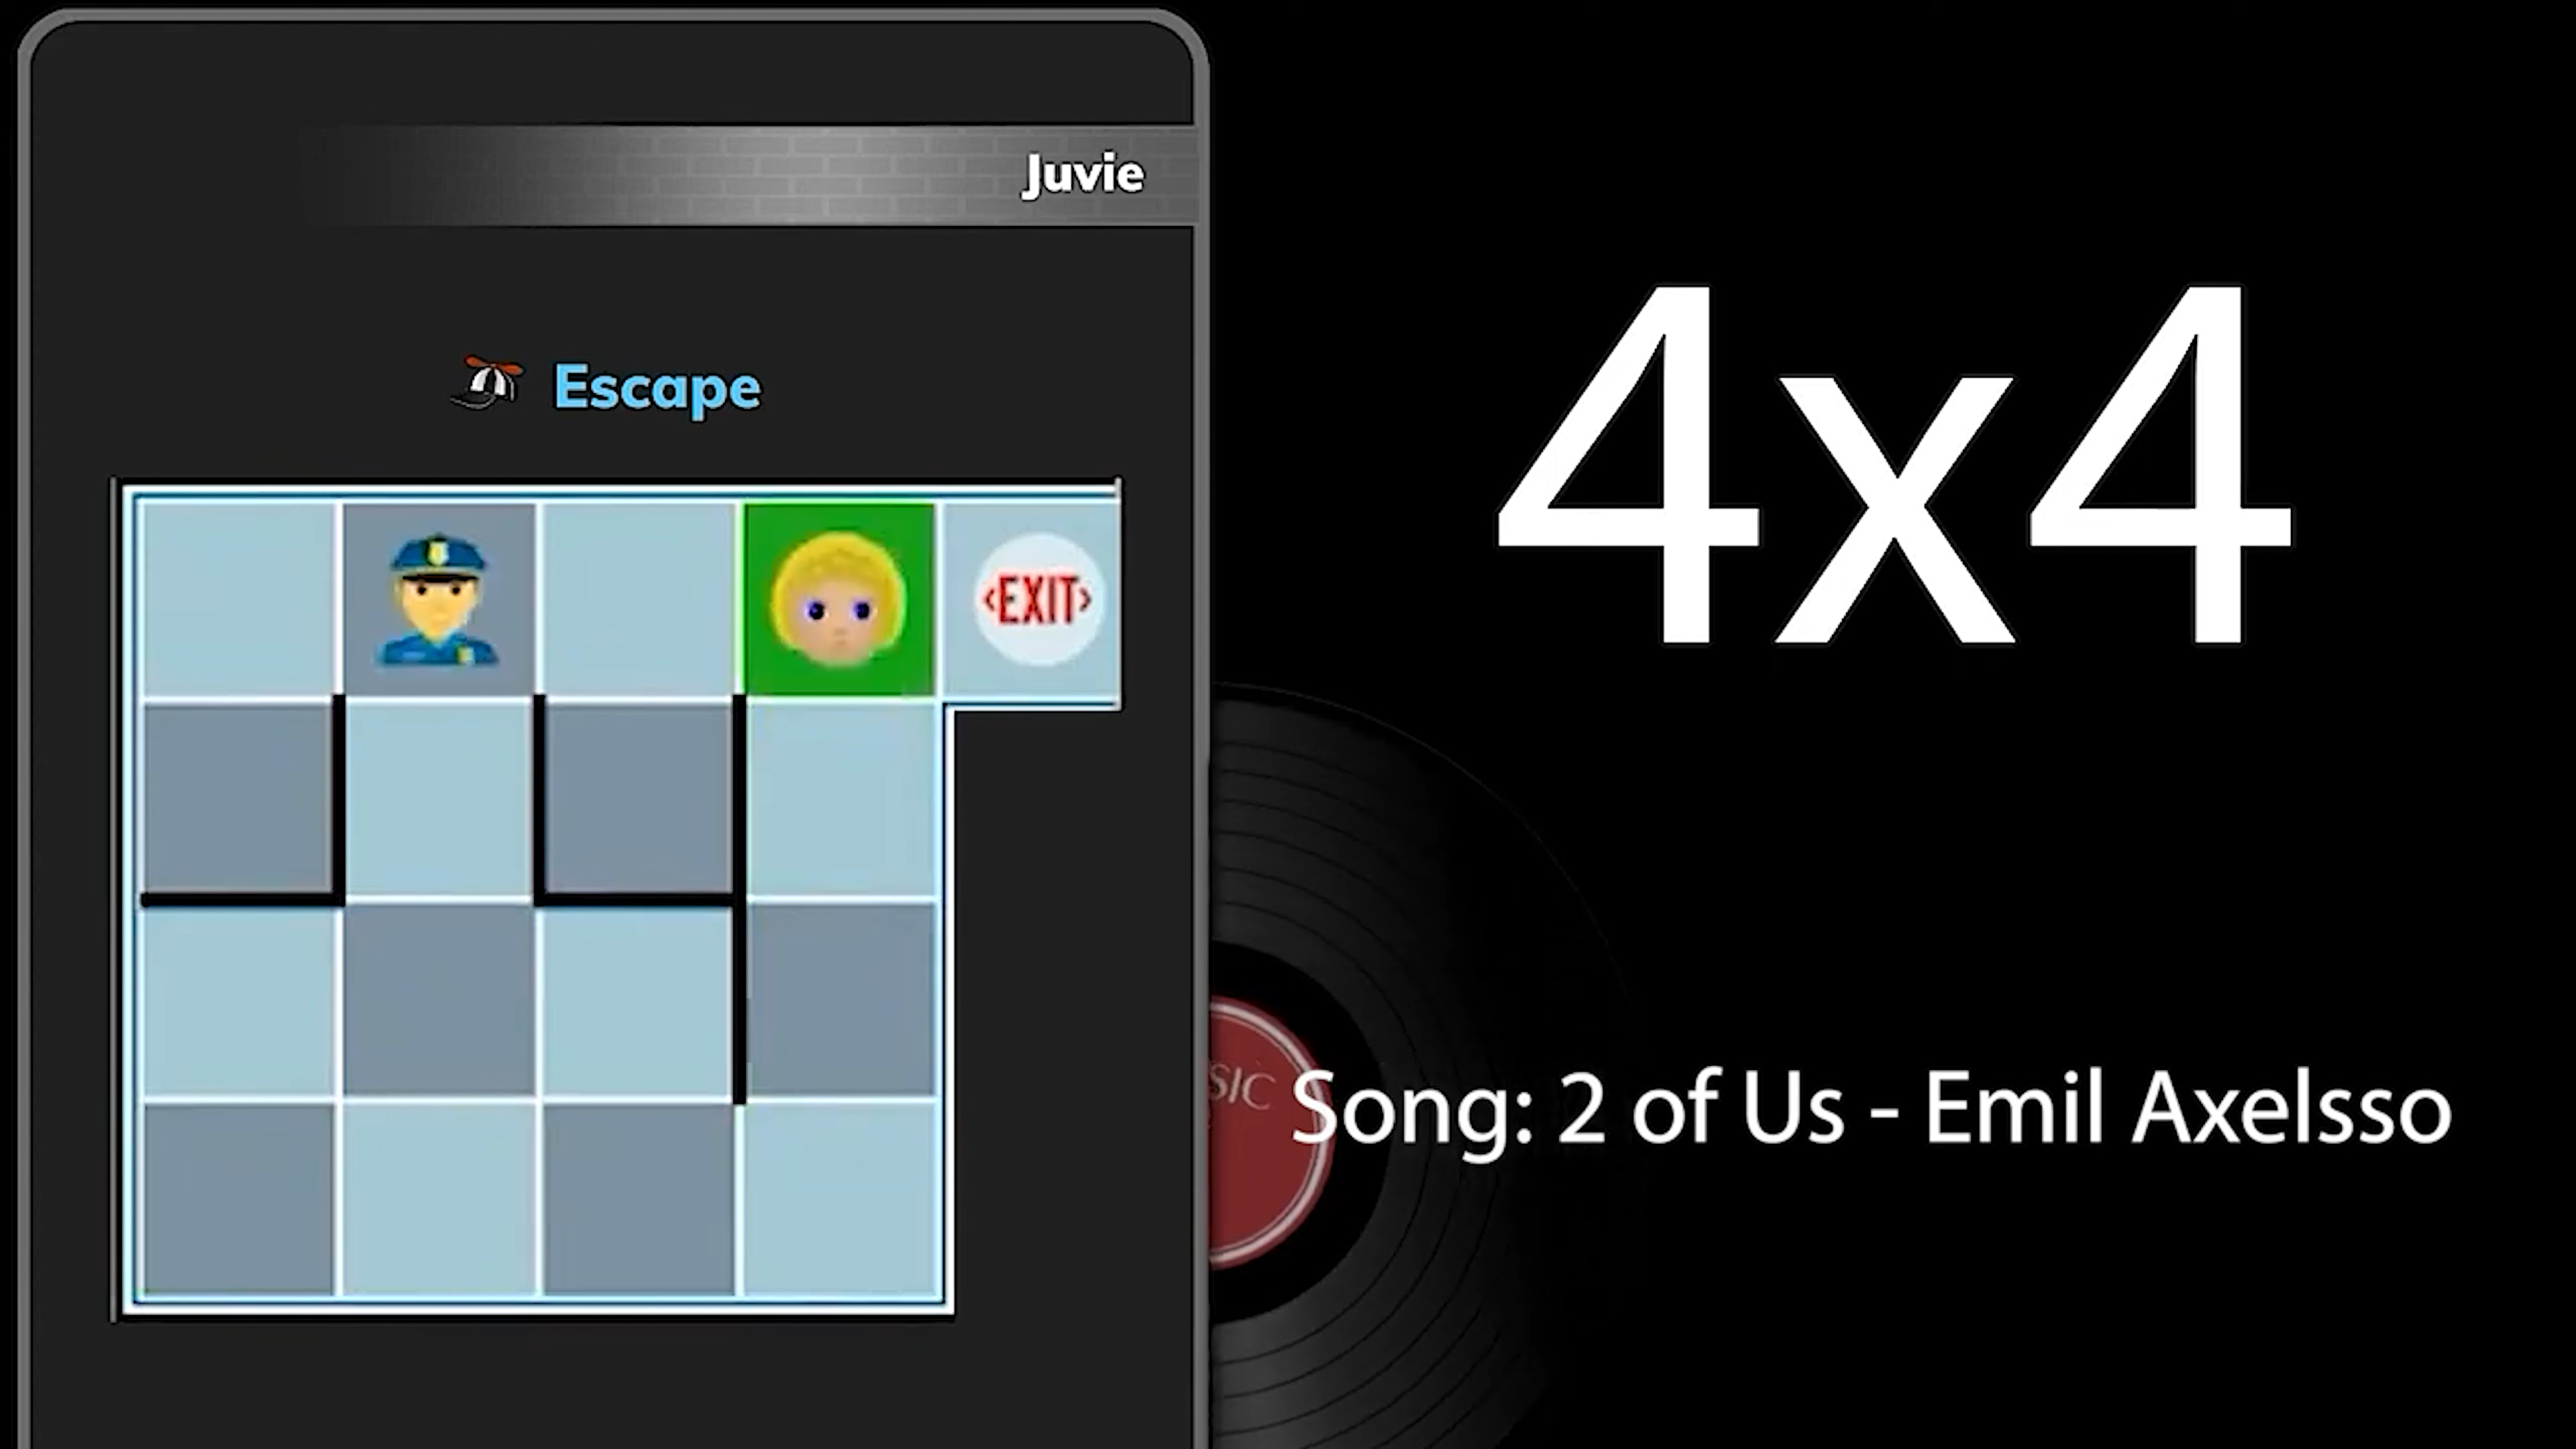 Juvie
Escape
4x4
<EXIT>
SIC
Song: 2 of Us - Emil Axelsso